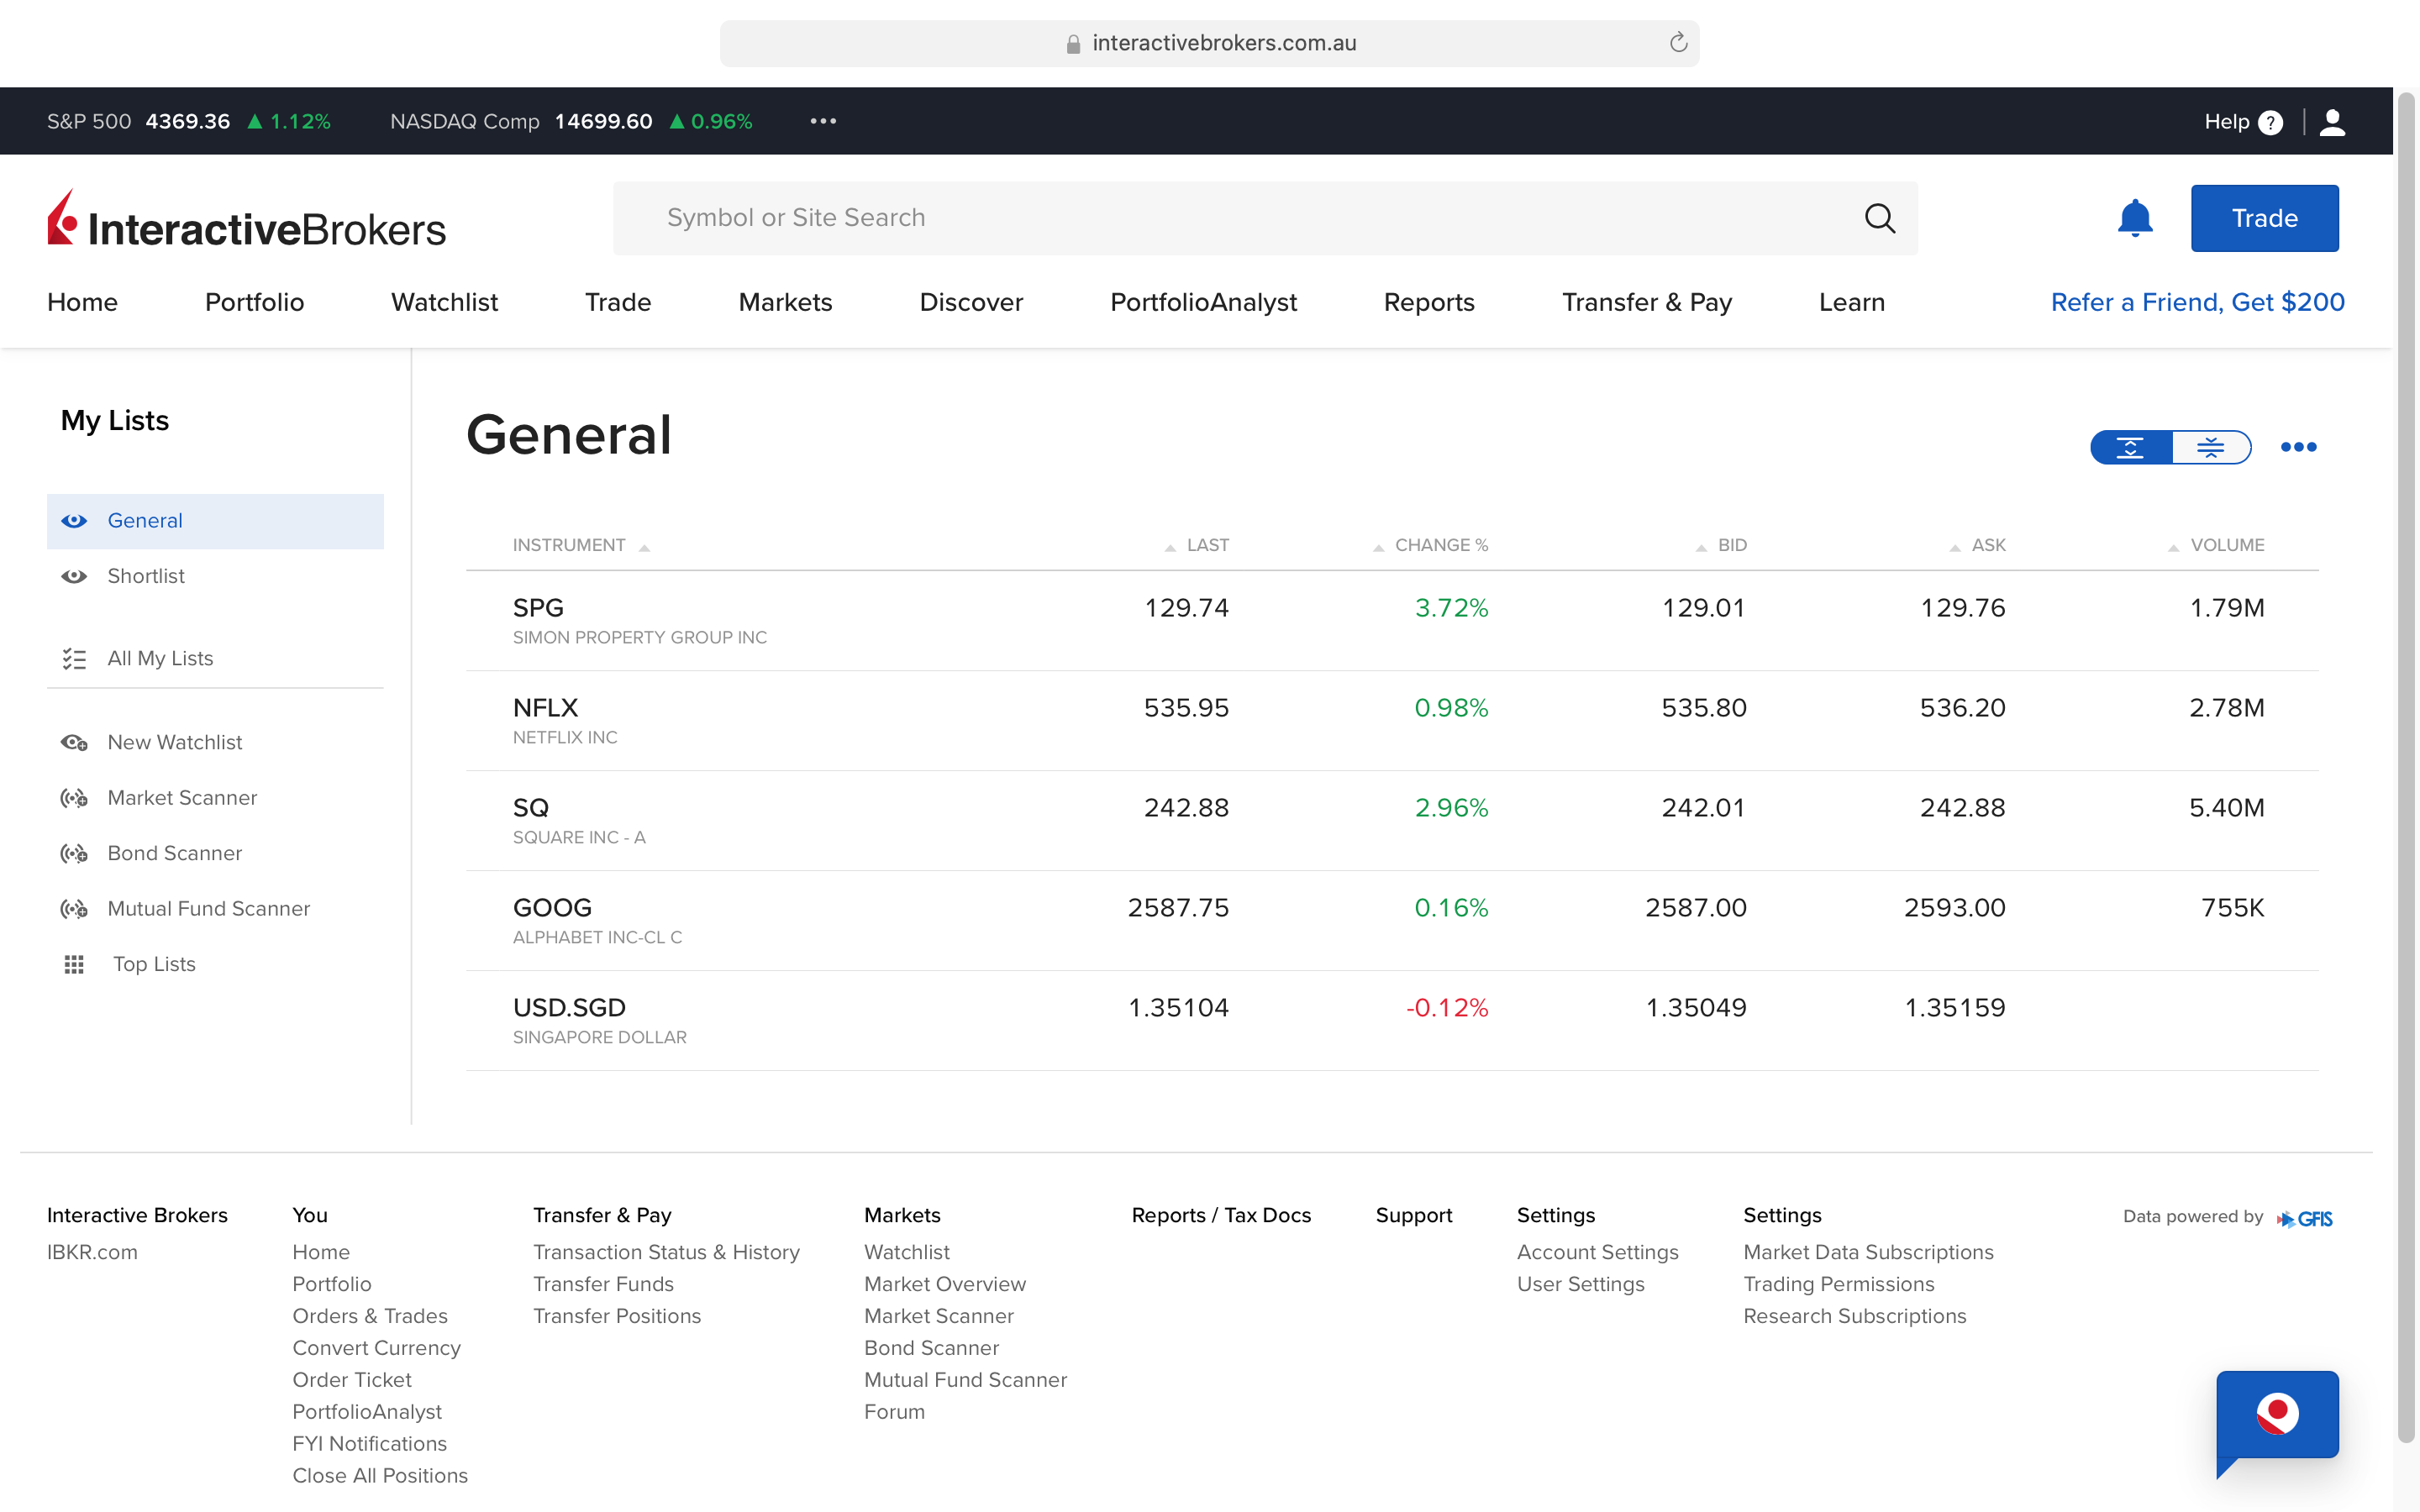 interactivebrokers.com.au
S&P 500 4369.36 ▲ 1.12% NASDAQ Comp 14699.60 ▲ 0.96% ••• Help ?
InteractiveBrokers
Symbol or Site Search
Trade
Home Portfolio Watchlist Trade Markets Discover PortfolioAnalyst Reports Transfer & Pay Learn Refer a Friend, Get $200
My Lists
General
Shortlist
All My Lists
New Watchlist
Market Scanner
Bond Scanner
Mutual Fund Scanner
Top Lists
General
INSTRUMENT LAST CHANGE % BID ASK VOLUME
SPG 129.74 3.72% 129.01 129.76 1.79M
SIMON PROPERTY GROUP INC
NFLX 535.95 0.98% 535.80 536.20 2.78M
NETFLIX INC
SQ 242.88 2.96% 242.01 242.88 5.40M
SQUARE INC - A
GOOG 2587.75 0.16% 2587.00 2593.00 755K
ALPHABET INC-CL C
USD.SGD 1.35104 -0.12% 1.35049 1.35159
SINGAPORE DOLLAR
Interactive Brokers
IBKR.com
You
Home
Portfolio
Orders & Trades
Convert Currency
Order Ticket
PortfolioAnalyst
FYI Notifications
Close All Positions
Transfer & Pay
Transaction Status & History
Transfer Funds
Transfer Positions
Markets
Watchlist
Market Overview
Market Scanner
Bond Scanner
Mutual Fund Scanner
Forum
Reports / Tax Docs
Support
Settings
Account Settings
User Settings
Settings
Market Data Subscriptions
Trading Permissions
Research Subscriptions
Data powered by GFIS